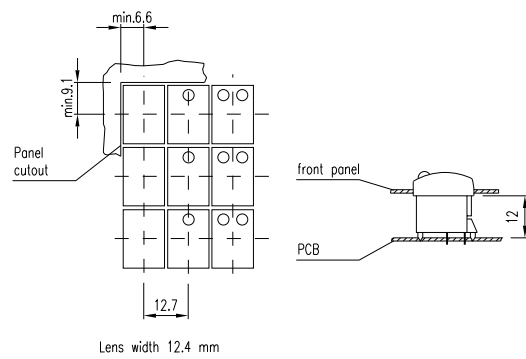 min.6.6
min.9.1
Panel
cutout
12.7
Lens width 12.4 mm
front panel
12
PCB